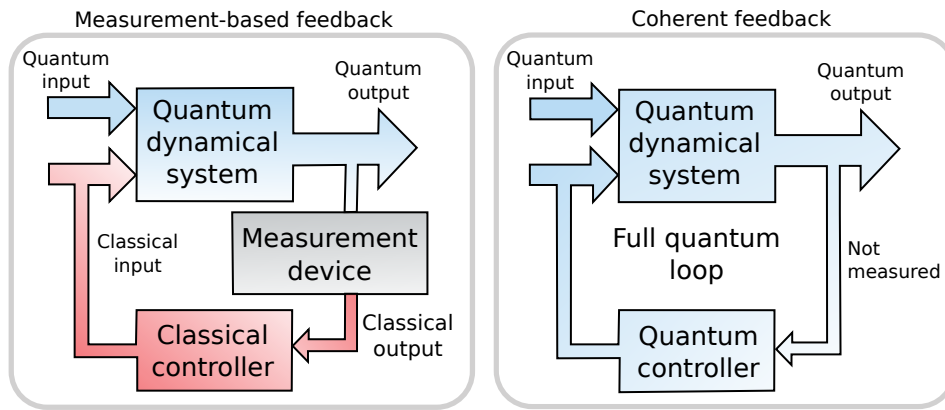 Measurement-based feedback
Quantum
input
Quantum
output
Quantum
dynamical
system
Measurement
device
Classical
input
Classical
output
Classical
controller
Coherent feedback
Quantum
input
Quantum
output
Quantum
dynamical
system
Full quantum
loop
Not
measured
Quantum
controller